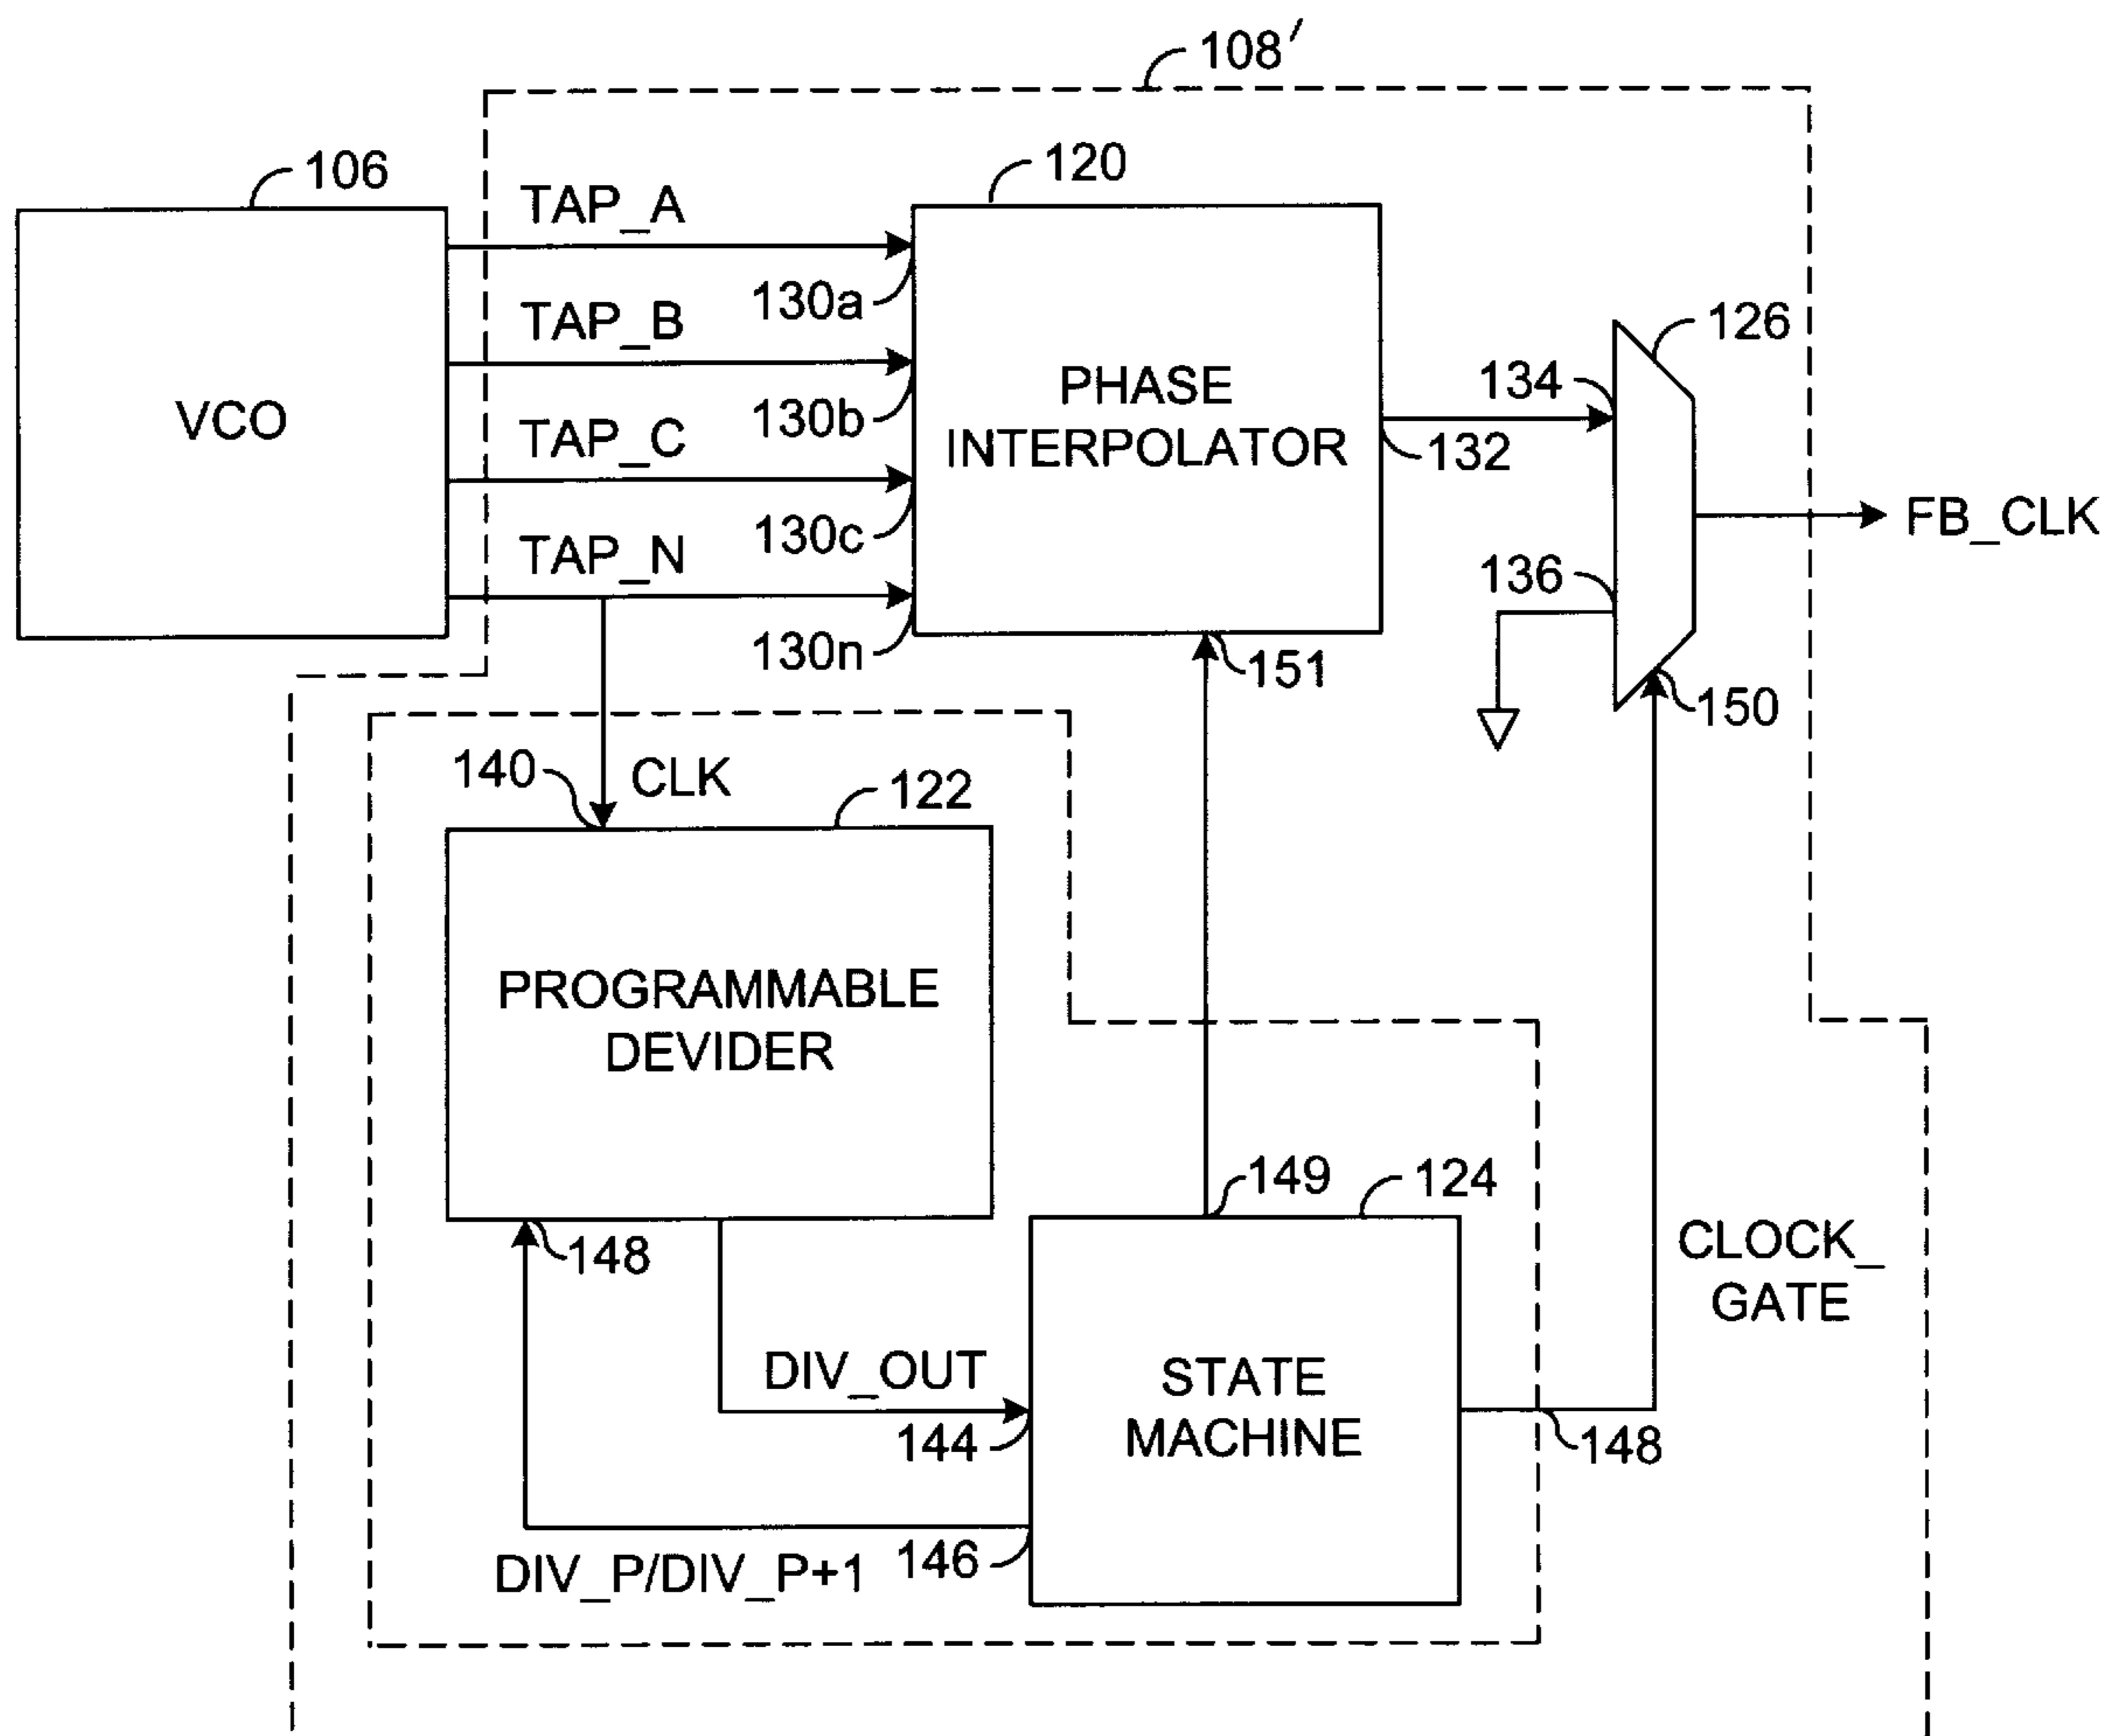 108'
106
120
TAP_A
130a
TAP_B
126
VCO
PHASE
INTERPOLATOR
134
130b
TAP_C
132
FB_CLK
130c
TAP_N
136
130n
151
150
140
CLK
122
PROGRAMMABLE
DEVIDER
149
124
148
CLOCK_
GATE
DIV_OUT
STATE
MACHINE
144
148
146
DIV_P/DIV_P+1